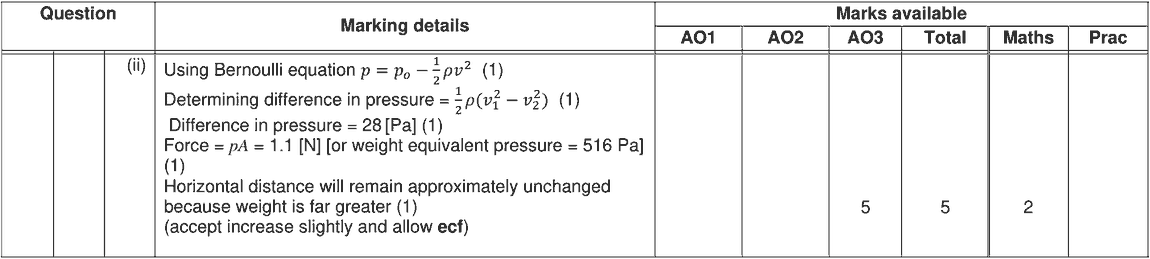 Question Marking details Marks available
AO1 AO2 AO3 Total Maths Prac
(ii) Using Bernoulli equation p = pₒ − ½ρv² (1)
Determining difference in pressure = ½ρ(v₁² − v₂²) (1)
Difference in pressure = 28 [Pa] (1)
Force = pA = 1.1 [N] [or weight equivalent pressure = 516 Pa]
(1)
Horizontal distance will remain approximately unchanged
because weight is far greater (1) 5 5 2
(accept increase slightly and allow ecf)